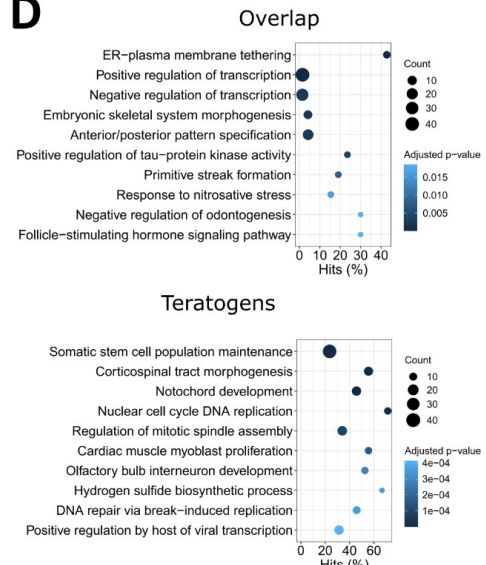 D
Overlap
ER−plasma membrane tethering
Positive regulation of transcription
Negative regulation of transcription
Embryonic skeletal system morphogenesis
Anterior/posterior pattern specification
Positive regulation of tau−protein kinase activity
Primitive streak formation
Response to nitrosative stress
Negative regulation of odontogenesis
Follicle−stimulating hormone signaling pathway
0 10 20 30 40
Hits (%)
Count
10
20
30
40
Adjusted p-value
0.015
0.010
0.005
Teratogens
Somatic stem cell population maintenance
Corticospinal tract morphogenesis
Notochord development
Nuclear cell cycle DNA replication
Regulation of mitotic spindle assembly
Cardiac muscle myoblast proliferation
Olfactory bulb interneuron development
Hydrogen sulfide biosynthetic process
DNA repair via break−induced replication
Positive regulation by host of viral transcription
0 20 40 60
Hits (%)
Count
10
20
30
40
Adjusted p-value
4e−04
3e−04
2e−04
1e−04